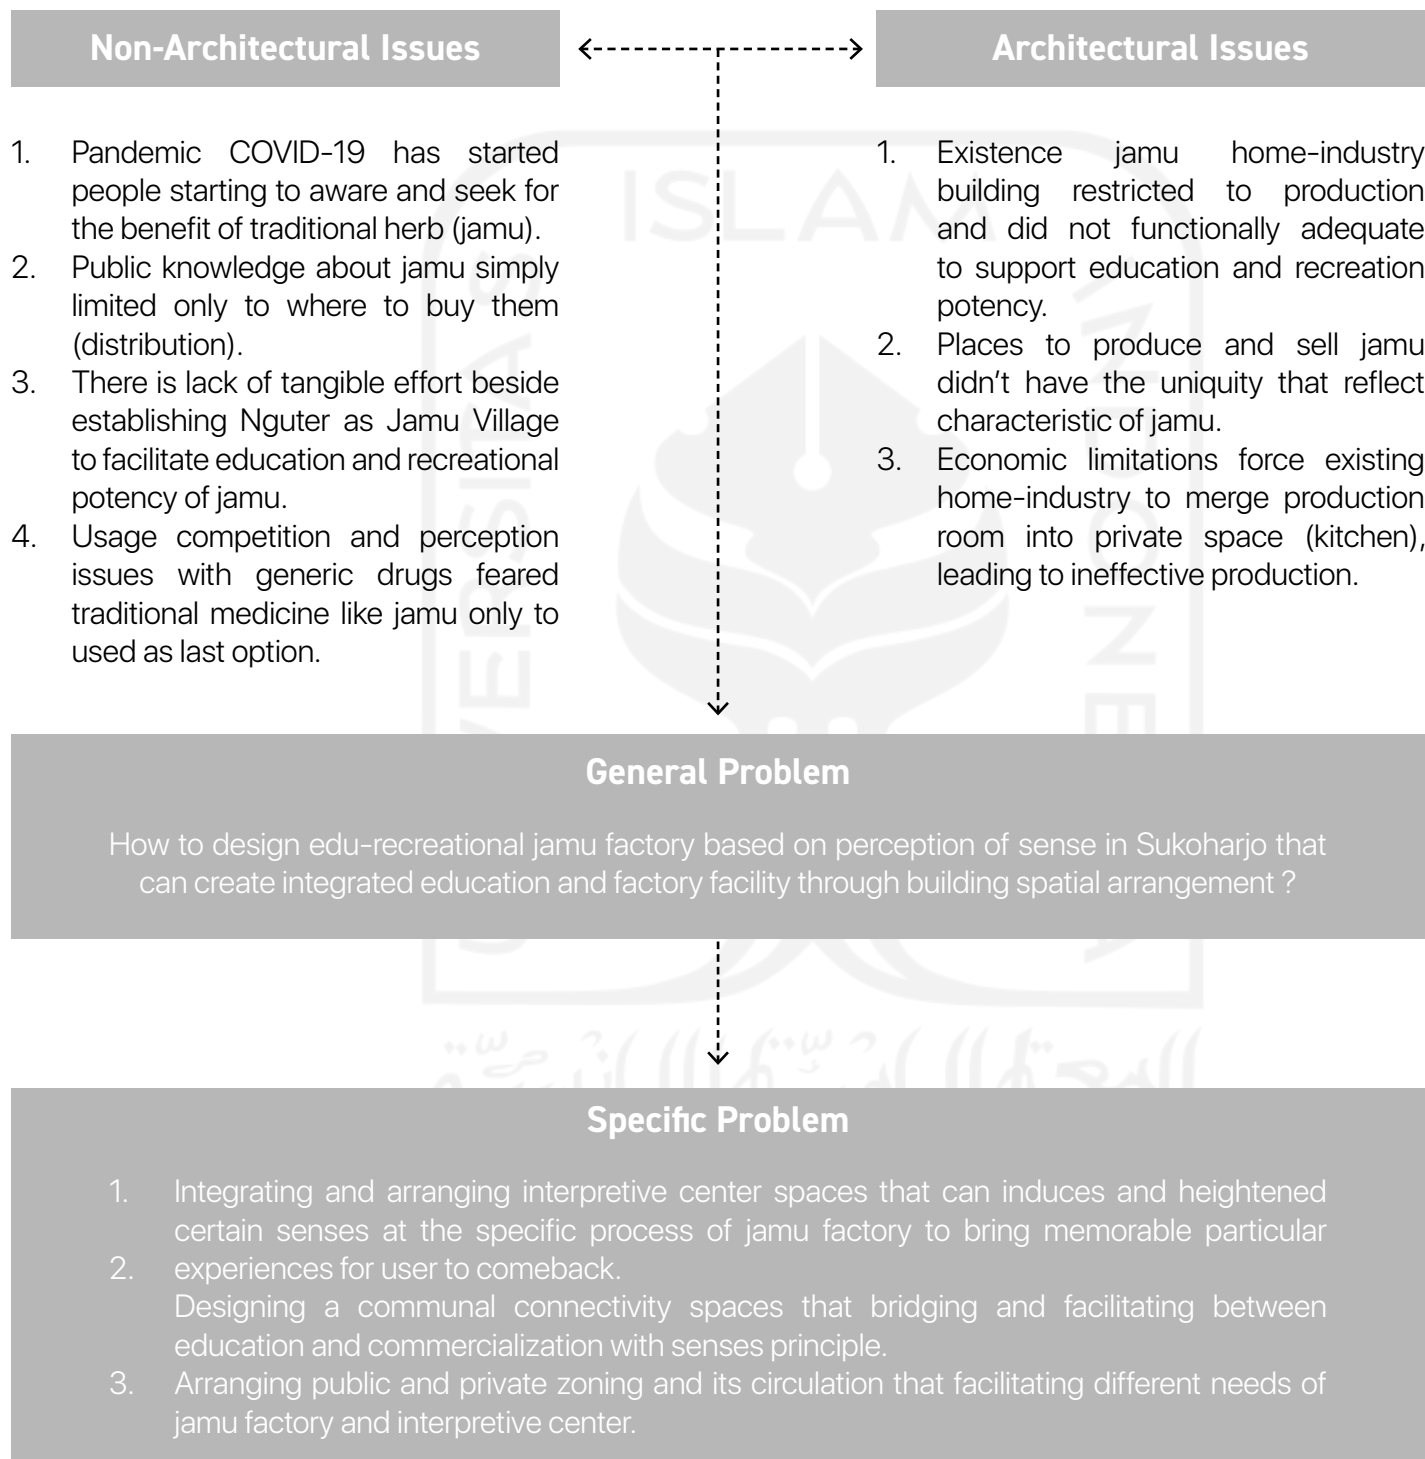 Non-Architectural Issues
1. Pandemic COVID-19 has started
people starting to aware and seek for
the benefit of traditional herb (jamu).
2. Public knowledge about jamu simply
limited only to where to buy them
(distribution).
3. There is lack of tangible effort beside
establishing Nguter as Jamu Village
to facilitate education and recreational
potency of jamu.
4. Usage competition and perception
issues with generic drugs feared
traditional medicine like jamu only to
used as last option.
Architectural Issues
1. Existence jamu home-industry
building restricted to production
and did not functionally adequate
to support education and recreation
potency.
2. Places to produce and sell jamu
didn't have the uniquity that reflect
characteristic of jamu.
3. Economic limitations force existing
home-industry to merge production
room into private space (kitchen),
leading to ineffective production.
General Problem
How to design edu-recreational jamu factory based on perception of sense in Sukoharjo that
can create integrated education and factory facility through building spatial arrangement ?
Specific Problem
1. Integrating and arranging interpretive center spaces that can induces and heightened
certain senses at the specific process of jamu factory to bring memorable particular
2. experiences for user to comeback.
Designing a communal connectivity spaces that bridging and facilitating between
education and commercialization with senses principle.
3. Arranging public and private zoning and its circulation that facilitating different needs of
jamu factory and interpretive center.
ISLAM